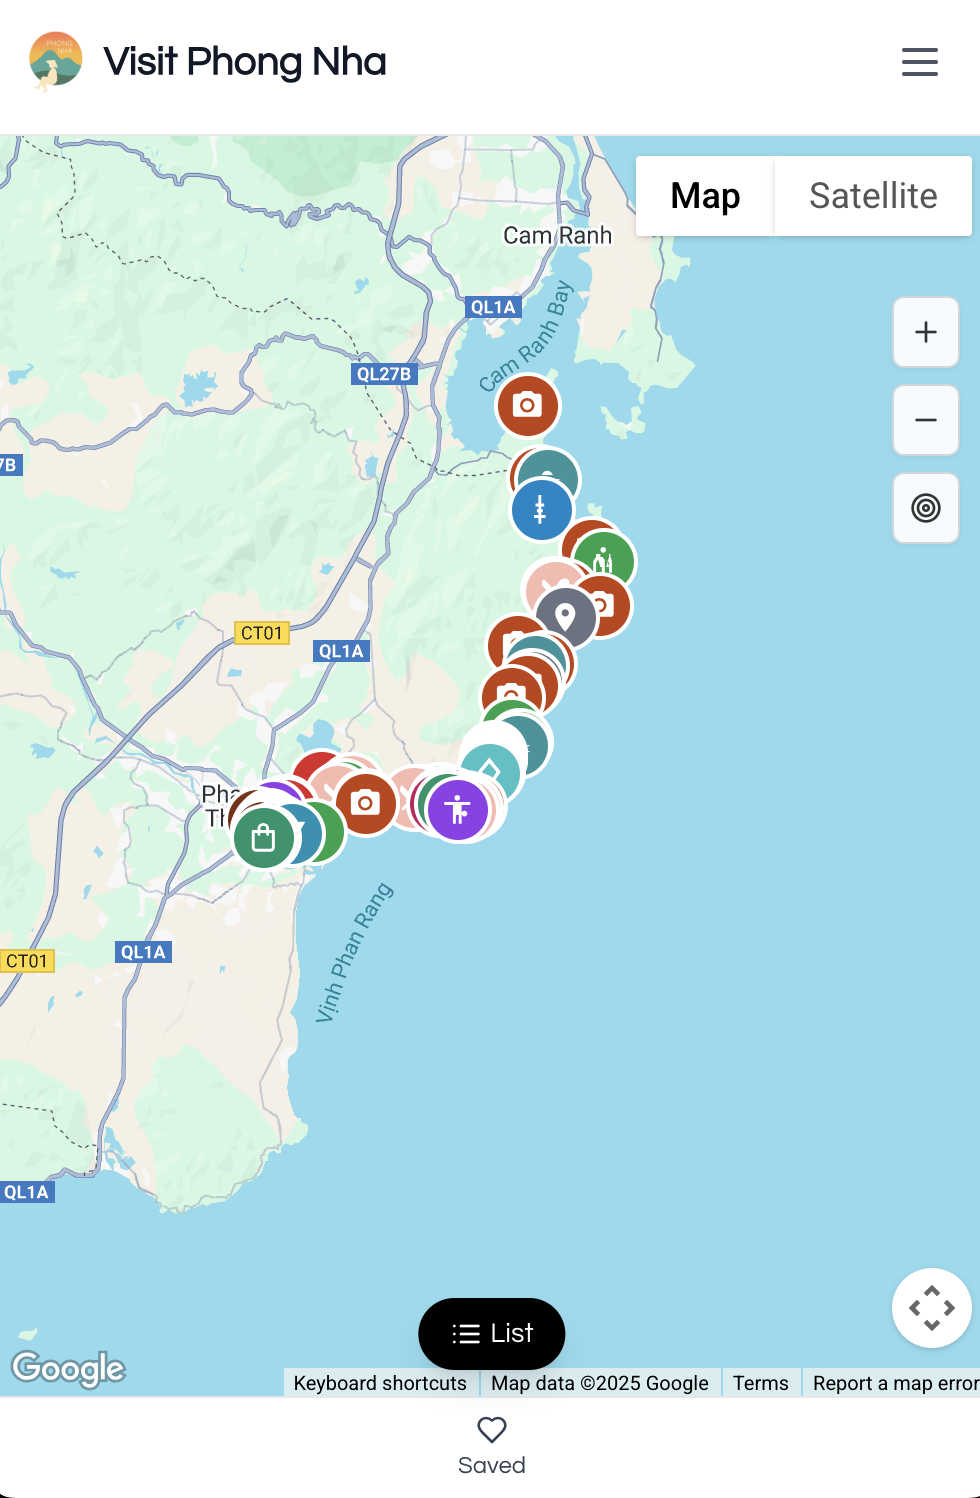 PHONG
NHA
Visit Phong Nha
Map
Satellite
Cam Ranh
QL1A
Cam Ranh Bay
QL27B
7B
CT01
QL1A
Pha
Th
QL1A
CT01
Vịnh Phan Rang
QL1A
List
Google
Keyboard shortcuts
Map data ©2025 Google
Terms
Report a map error
Saved